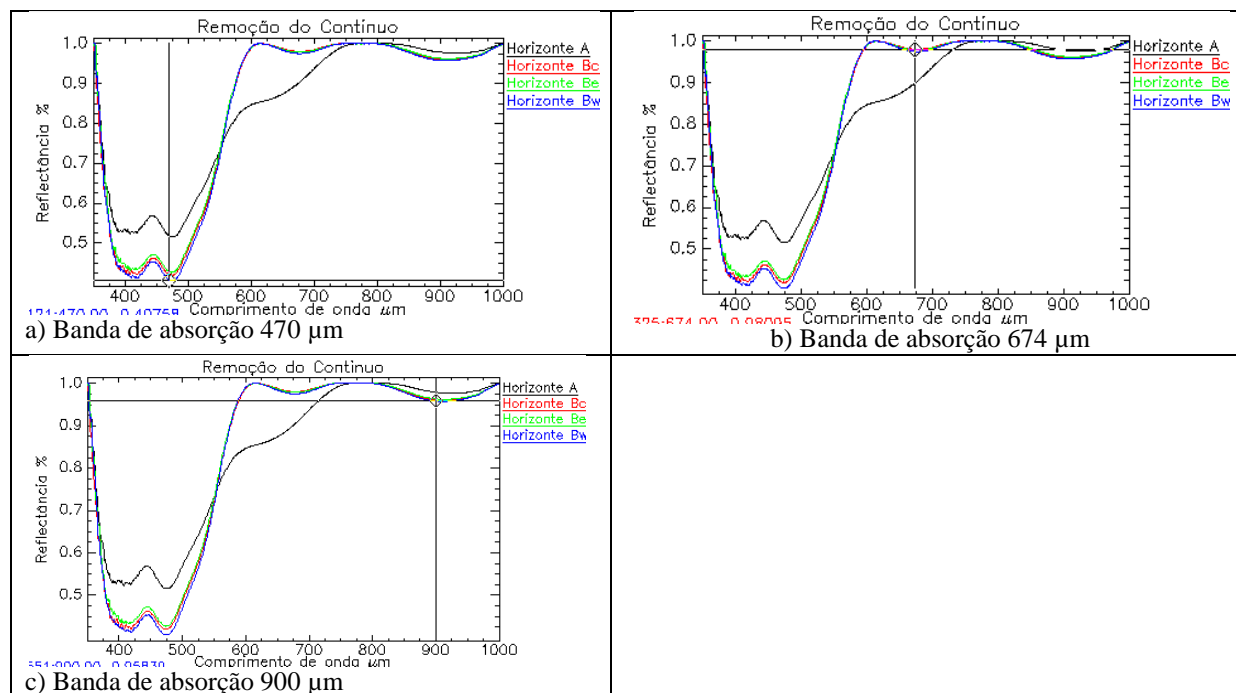 Remoção do Contínuo
Reflectância %
1.0
0.9
0.8
0.7
0.6
0.5
Horizonte A
Horizonte Bc
Horizonte Be
Horizonte Bw
400 500 600 700 800 900 1000
Comprimento de onda µm
a) Banda de absorção 470 µm
Remoção do Contínuo
Reflectância %
1.0
0.9
0.8
0.7
0.6
0.5
Horizonte A
Horizonte Bc
Horizonte Be
Horizonte Bw
400 500 600 700 800 900 1000
Comprimento de onda µm
b) Banda de absorção 674 µm
Remoção do Contínuo
Reflectância %
1.0
0.9
0.8
0.7
0.6
0.5
Horizonte A
Horizonte Bc
Horizonte Be
Horizonte Bw
400 500 600 700 800 900 1000
Comprimento de onda µm
c) Banda de absorção 900 µm